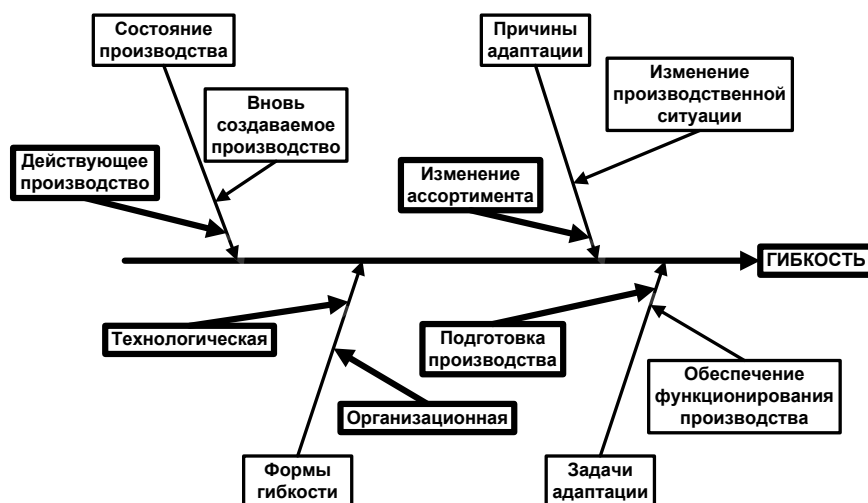 Состояние
производства
Причины
адаптации
Вновь
создаваемое
производство
Изменение
производственной
ситуации
Действующее
производство
Изменение
ассортимента
ГИБКОСТЬ
Технологическая
Подготовка
производства
Организационная
Обеспечение
функционирования
производства
Формы
гибкости
Задачи
адаптации